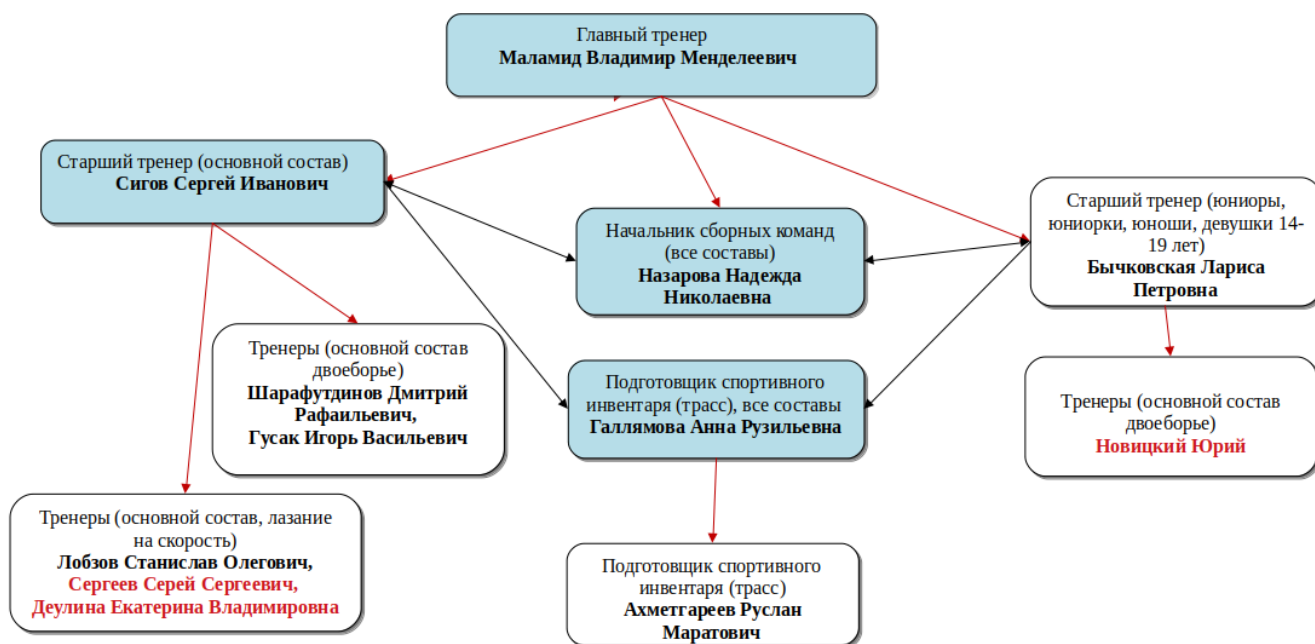 Главный тренер
Маламид Владимир Менделеевич
Старший тренер (основной состав)
Сигов Сергей Иванович
Начальник сборных команд
(все составы)
Назарова Надежда
Николаевна
Старший тренер (юниоры,
юниорки, юноши, девушки 14-
19 лет)
Бычковская Лариса
Петровна
Тренеры (основной состав
двоеборье)
Шарафутдинов Дмитрий
Рафаильевич,
Гусак Игорь Васильевич
Подготовщик спортивного
инвентаря (трасс), все составы
Галлямова Анна Рузильевна
Тренеры (основной состав
двоеборье)
Новицкий Юрий
Тренеры (основной состав, лазание
на скорость)
Лобзов Станислав Олегович,
Сергеев Серей Сергеевич,
Деулина Екатерина Владимировна
Подготовщик спортивного
инвентаря (трасс)
Ахметгареев Руслан
Маратович